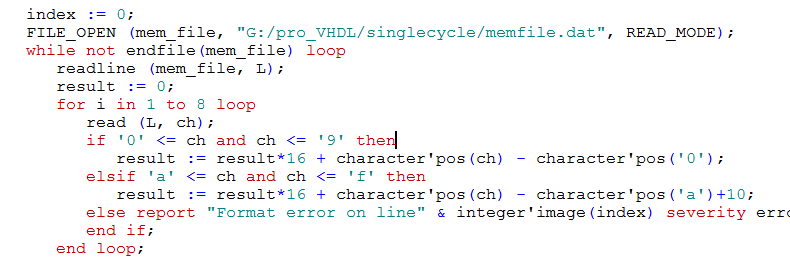 index := 0;
FILE_OPEN (mem_file, "G:/pro_VHDL/singlecycle/memfile.dat", READ_MODE);
while not endfile(mem_file) loop
readline (mem_file, L);
result := 0;
for i in 1 to 8 loop
read (L, ch);
if '0' <= ch and ch <= '9' then
result := result*16 + character'pos(ch) - character'pos('0');
elsif 'a' <= ch and ch <= 'f' then
result := result*16 + character'pos(ch) - character'pos('a')+10;
else report "Format error on line" & integer'image(index) severity erro
end if;
end loop;